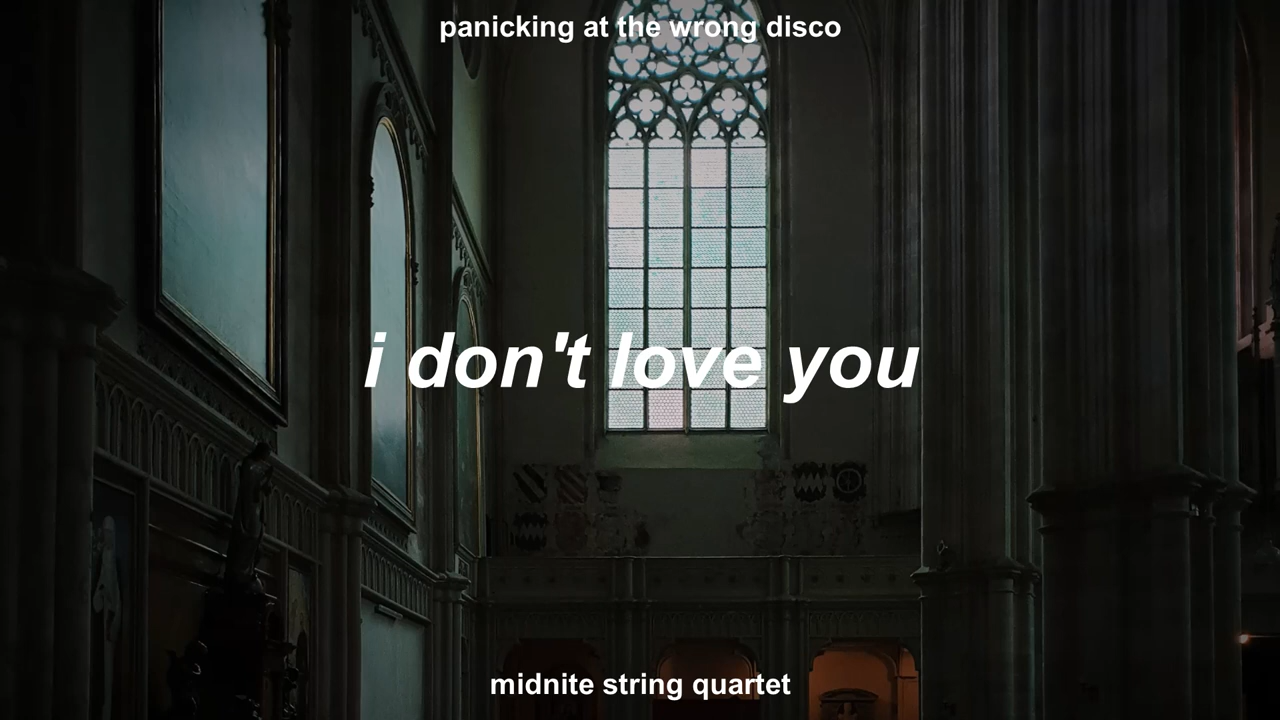 panicking at the wrong disco
i don't love you
midnite string quartet